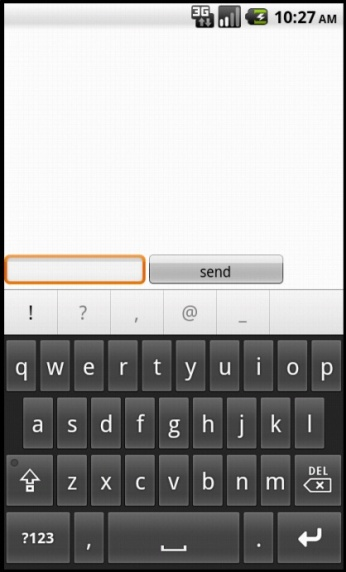 3G 10:27 AM
send
! ? , @ _
q w e r t y u i o p
a s d f g h j k l
z x c v b n m DEL
?123 , .